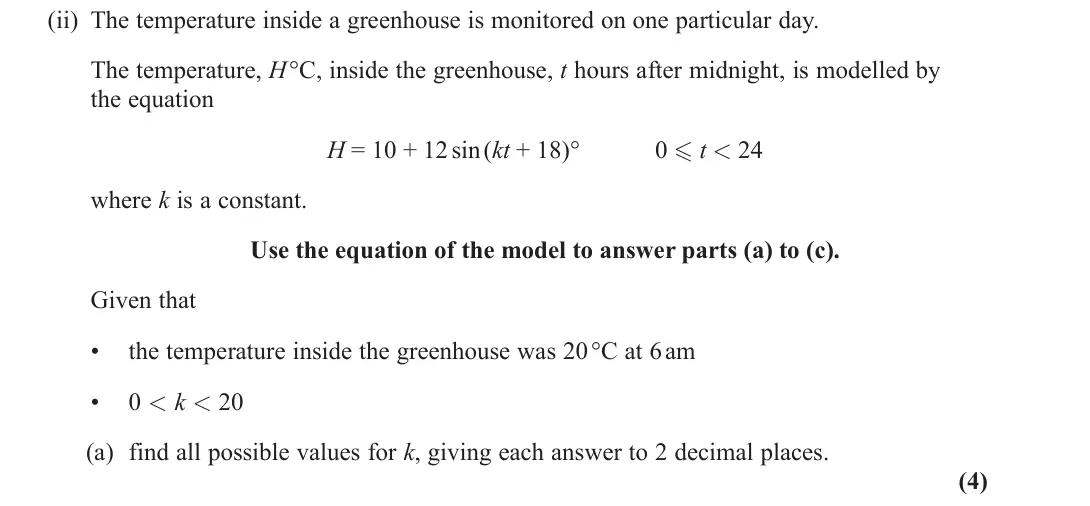 (ii) The temperature inside a greenhouse is monitored on one particular day.
The temperature, H°C, inside the greenhouse, t hours after midnight, is modelled by
the equation
H = 10 + 12 sin (kt + 18)° 0 ⩽ t < 24
where k is a constant.
Use the equation of the model to answer parts (a) to (c).
Given that
• the temperature inside the greenhouse was 20 °C at 6 am
• 0 < k < 20
(a) find all possible values for k, giving each answer to 2 decimal places.
(4)